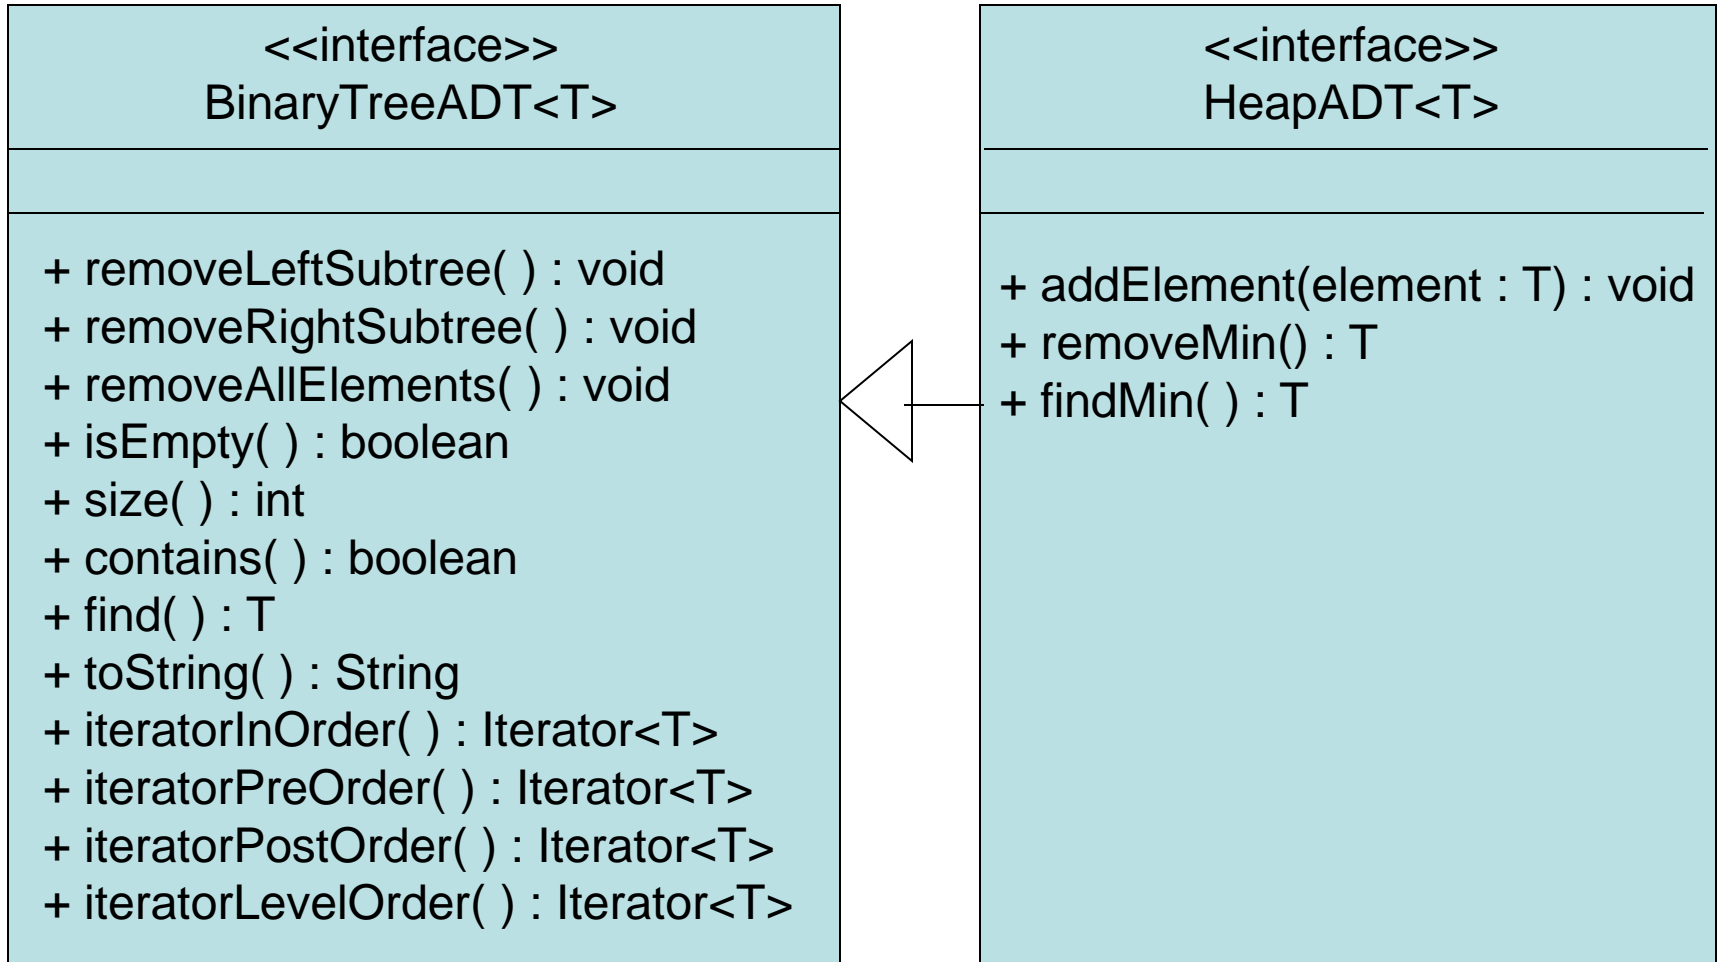 <<interface>>
BinaryTreeADT<T>
+ removeLeftSubtree( ) : void
+ removeRightSubtree( ) : void
+ removeAllElements( ) : void
+ isEmpty( ) : boolean
+ size( ) : int
+ contains( ) : boolean
+ find( ) : T
+ toString( ) : String
+ iteratorInOrder( ) : Iterator<T>
+ iteratorPreOrder( ) : Iterator<T>
+ iteratorPostOrder( ) : Iterator<T>
+ iteratorLevelOrder( ) : Iterator<T>
<<interface>>
HeapADT<T>
+ addElement(element : T) : void
+ removeMin() : T
+ findMin( ) : T